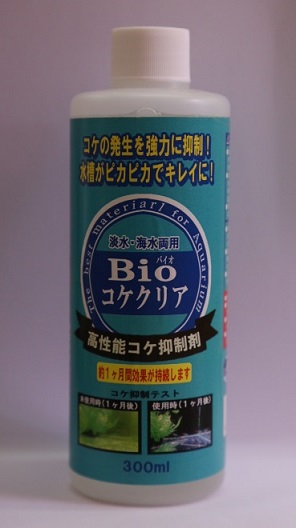 コケの発生を強力に抑制！
水槽がピカピカでキレイに！
The best material for Aquarium
淡水・海水両用
Bio
バイオ
コケクリア
高性能コケ抑制剤
約1ヶ月間効果が持続します
コケ抑制テスト
未使用時(1ヶ月後)
使用時(1ヶ月後)
300ml